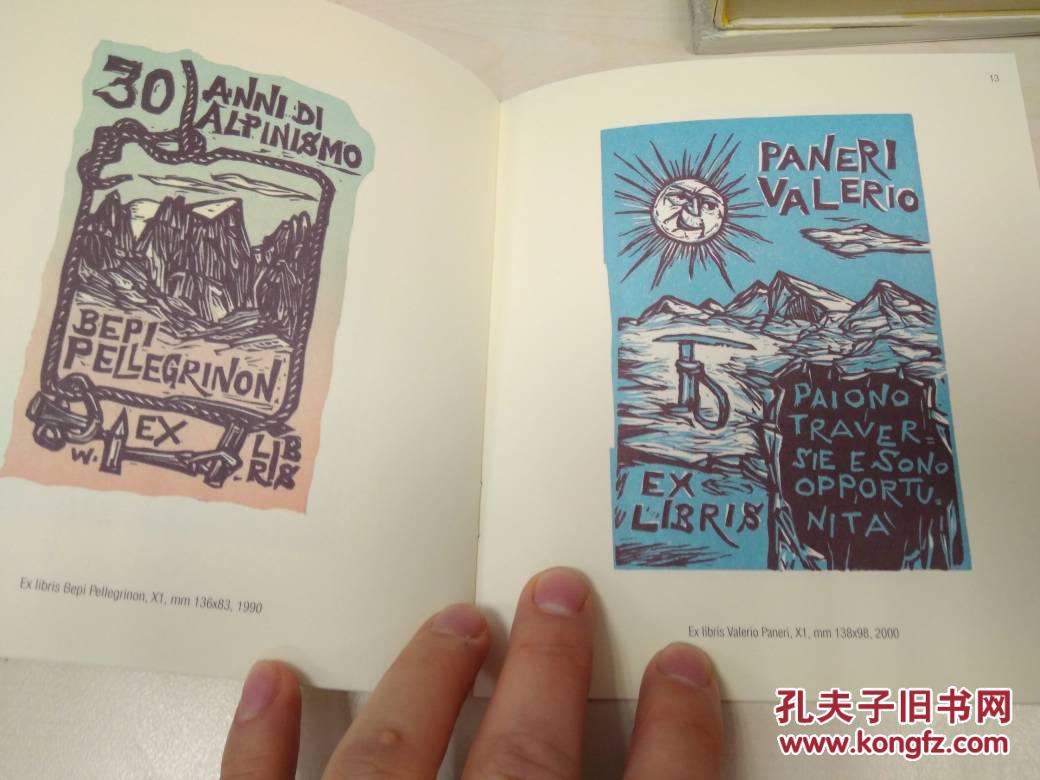 30 ANNI DI
ALPINISMO
BEPI
PELLEGRINON
EX
LIB
RIS
W.
Ex libris Bepi Pellegrinon, X1, mm 136x83, 1990
13
PANERI
VALERIO
PAIONO
TRAVER=
SIE E SONO
OPPORTU=
NITA'
EX
LIBRIS
Ex libris Valerio Paneri, X1, mm 138x98, 2000
孔夫子旧书网
www.kongfz.com